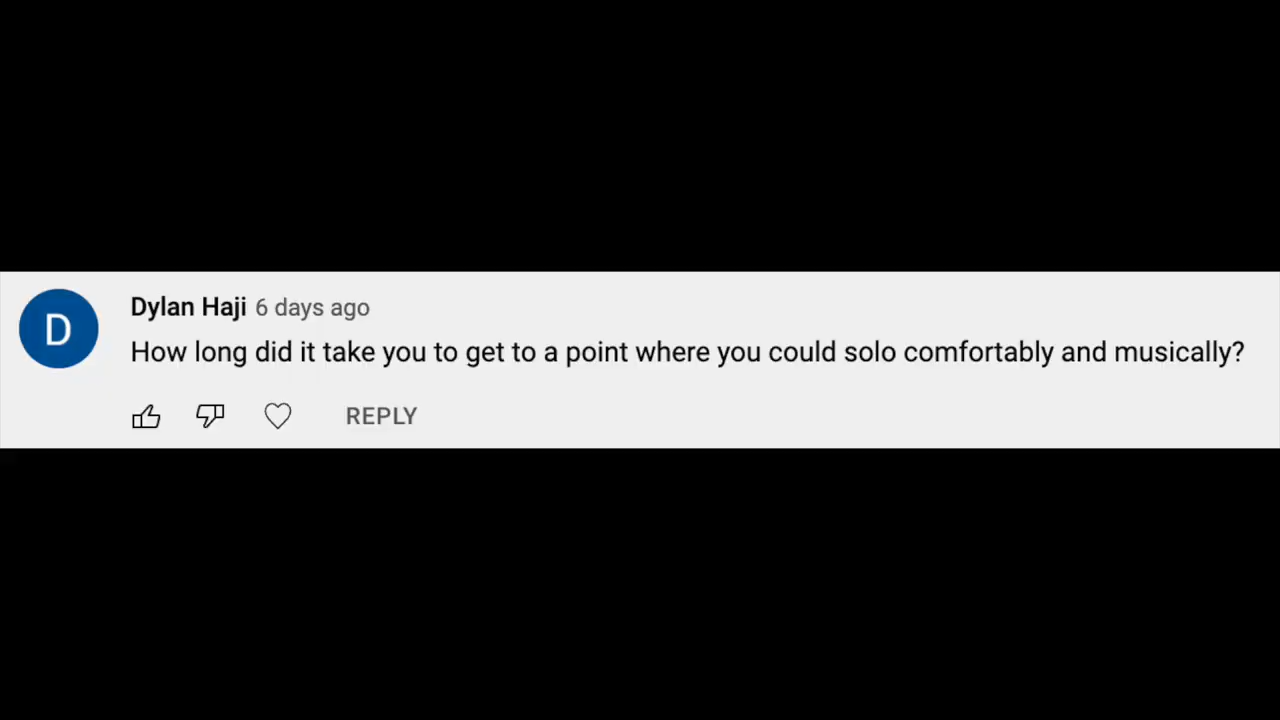 D
Dylan Haji 6 days ago
How long did it take you to get to a point where you could solo comfortably and musically?
REPLY